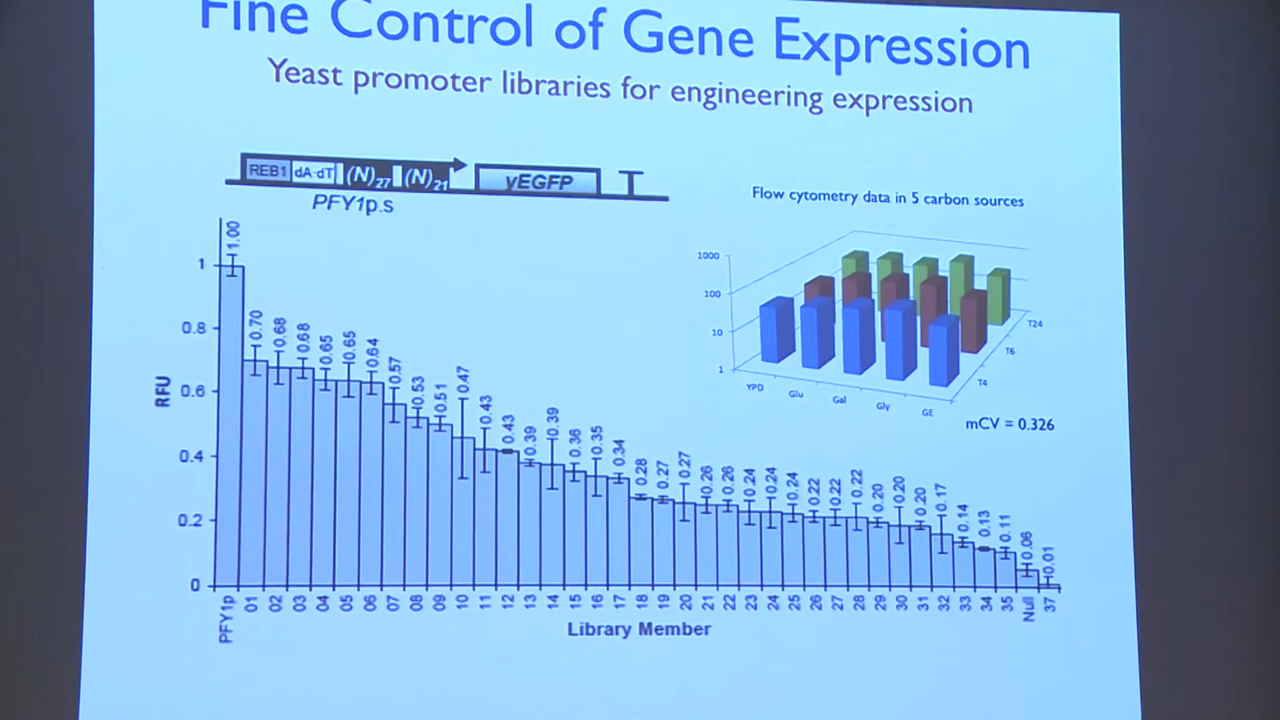 Fine Control of Gene Expression
Yeast promoter libraries for engineering expression
REB1 dA-dT (N)27 (N)21 yEGFP T
PFY1p.s
Flow cytometry data in 5 carbon sources
1000
100
10
1
YPD Glu Gal Gly GE
T4 T6 T24
mCV = 0.326
RFU
1
0.8
0.6
0.4
0.2
0
1.00 0.70 0.68 0.68 0.65 0.65 0.64 0.57 0.53 0.51 0.47 0.43 0.43 0.39 0.39 0.36 0.35 0.34 0.28 0.27 0.27 0.26 0.26 0.24 0.24 0.24 0.22 0.22 0.22 0.20 0.20 0.20 0.17 0.14 0.13 0.11 0.06 0.01
PFY1p 01 02 03 04 05 06 07 08 09 10 11 12 13 14 15 16 17 18 19 20 21 22 23 24 25 26 27 28 29 30 31 32 33 34 35 Null 37
Library Member